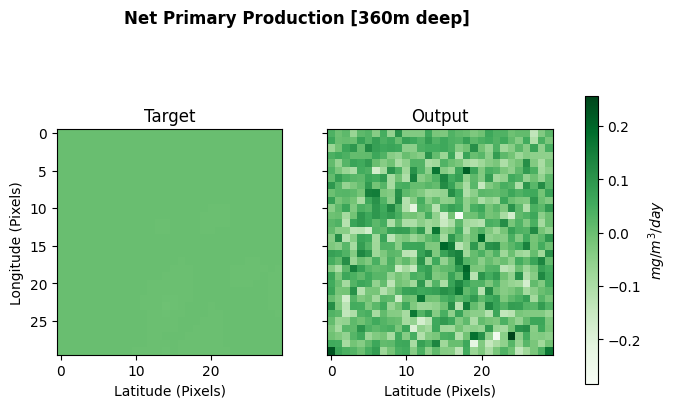 Net Primary Production [360m deep]
Target
Output
0
5
10
15
20
25
Longitude (Pixels)
0
10
20
Latitude (Pixels)
0
10
20
Latitude (Pixels)
0.2
0.1
0.0
−0.1
−0.2
mg/m³/day